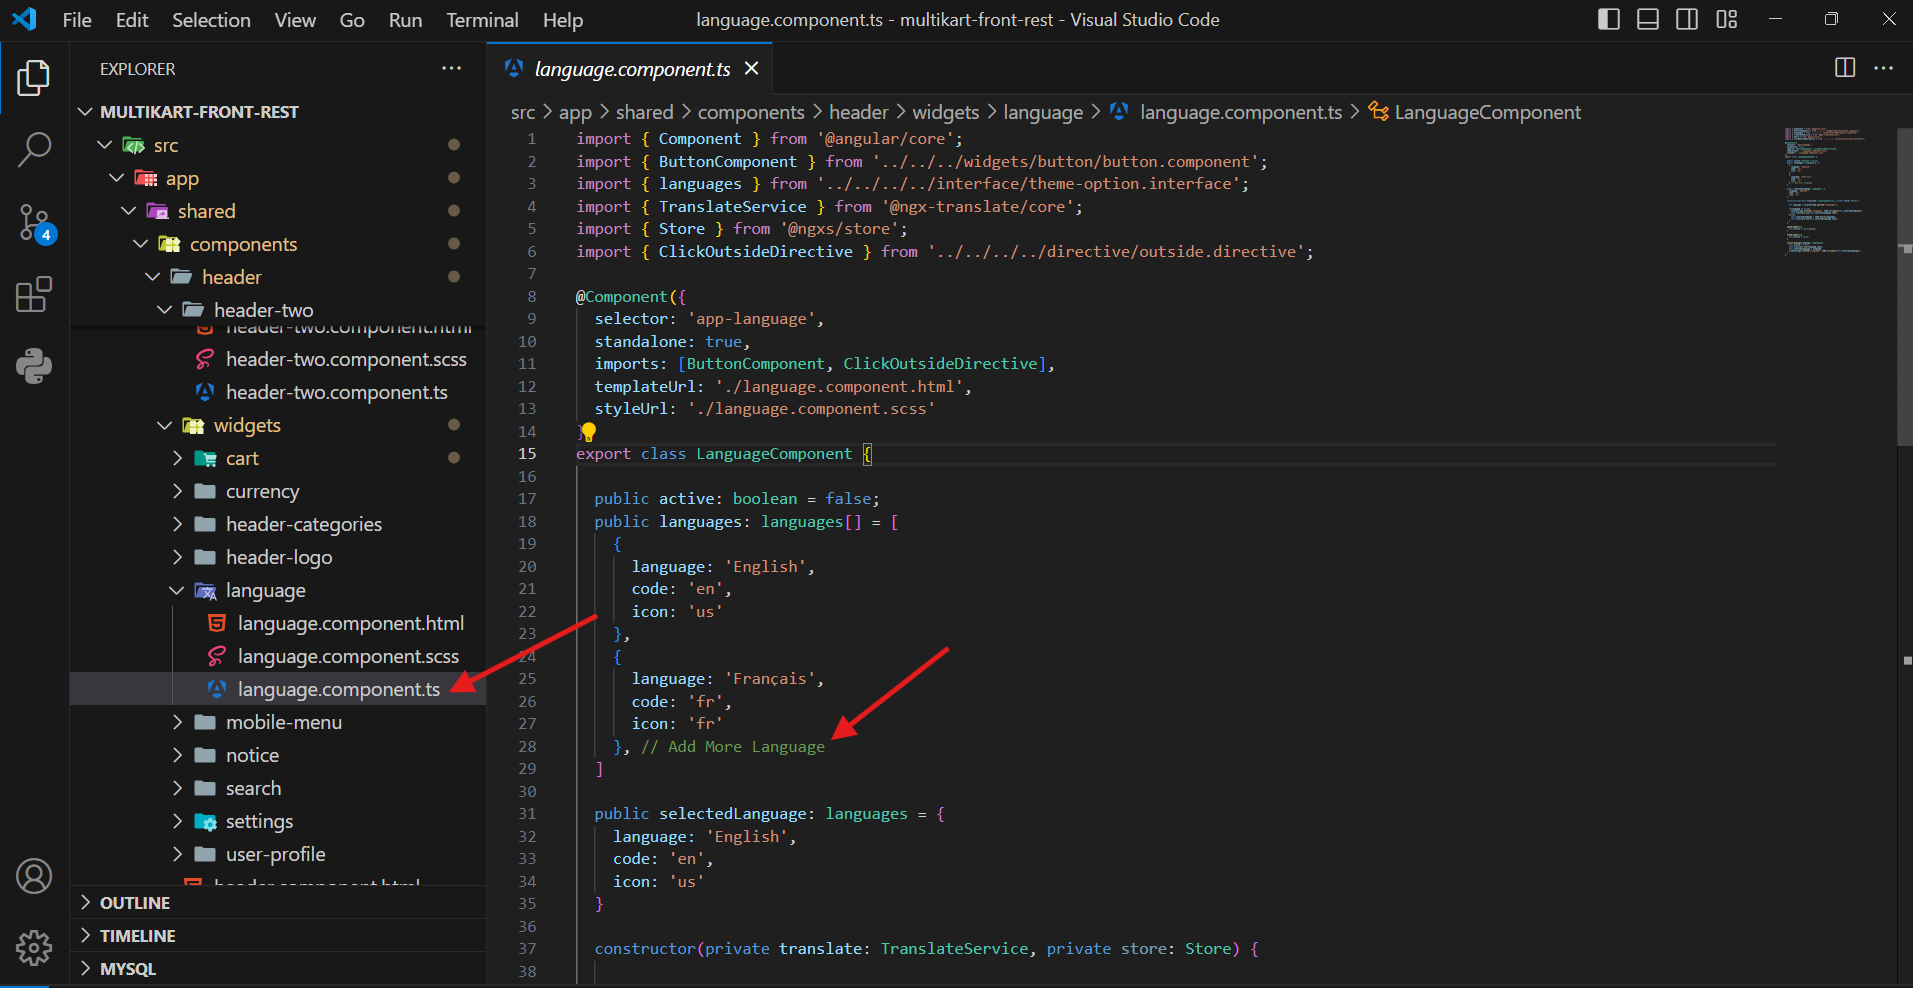 File Edit Selection View Go Run Terminal Help
language.component.ts - multikart-front-rest - Visual Studio Code
EXPLORER
MULTIKART-FRONT-REST
src
app
shared
components
header
header-two
header-two.component.html
header-two.component.scss
header-two.component.ts
widgets
cart
currency
header-categories
header-logo
language
language.component.html
language.component.scss
language.component.ts
mobile-menu
notice
search
settings
user-profile
header.component.html
OUTLINE
TIMELINE
MYSQL
4
language.component.ts
src > app > shared > components > header > widgets > language > language.component.ts > LanguageComponent
1 import { Component } from '@angular/core';
2 import { ButtonComponent } from '../../../widgets/button/button.component';
3 import { languages } from '../../../../interface/theme-option.interface';
4 import { TranslateService } from '@ngx-translate/core';
5 import { Store } from '@ngxs/store';
6 import { ClickOutsideDirective } from '../../../../directive/outside.directive';
7
8 @Component({
9 selector: 'app-language',
10 standalone: true,
11 imports: [ButtonComponent, ClickOutsideDirective],
12 templateUrl: './language.component.html',
13 styleUrl: './language.component.scss'
14 }
15 export class LanguageComponent {
16
17 public active: boolean = false;
18 public languages: languages[] = [
19 {
20 language: 'English',
21 code: 'en',
22 icon: 'us'
23 },
24 {
25 language: 'Français',
26 code: 'fr',
27 icon: 'fr'
28 }, // Add More Language
29 ]
30
31 public selectedLanguage: languages = {
32 language: 'English',
33 code: 'en',
34 icon: 'us'
35 }
36
37 constructor(private translate: TranslateService, private store: Store) {
38